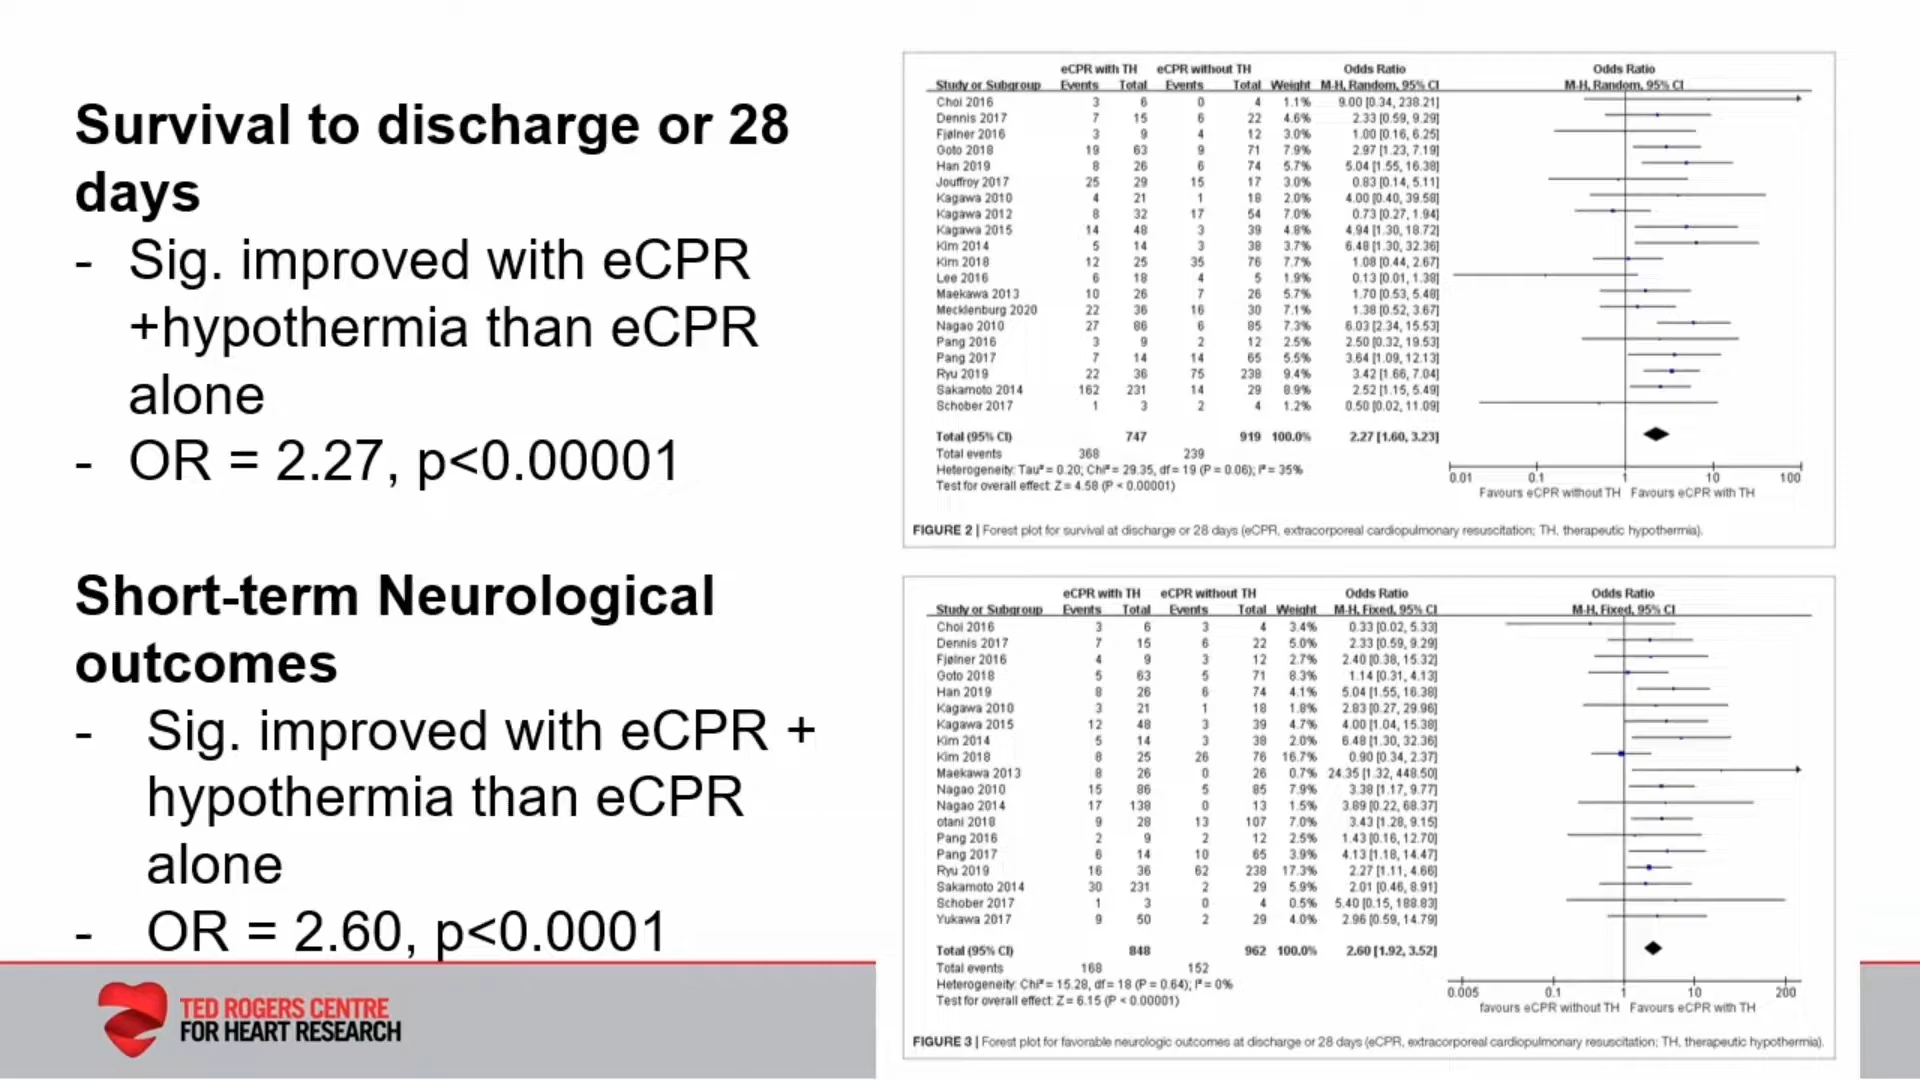 Survival to discharge or 28
days
- Sig. improved with eCPR
+hypothermia than eCPR
alone
- OR = 2.27, p<0.00001
Short-term Neurological
outcomes
- Sig. improved with eCPR +
hypothermia than eCPR
alone
- OR = 2.60, p<0.0001
TED ROGERS CENTRE
FOR HEART RESEARCH
eCPR with TH eCPR without TH Odds Ratio Odds Ratio
Study or Subgroup Events Total Events Total Weight M-H, Random, 95% CI M-H, Random, 95% CI
Choi 2016 3 6 0 4 1.1% 9.00 [0.34, 238.21]
Dennis 2017 7 15 6 22 4.6% 2.33 [0.59, 9.29]
Fjølner 2016 3 9 4 12 3.0% 1.00 [0.16, 6.25]
Goto 2018 19 63 9 71 7.9% 2.97 [1.23, 7.19]
Han 2019 8 26 6 74 5.7% 5.04 [1.55, 16.38]
Jouffroy 2017 25 29 15 17 3.0% 0.83 [0.14, 5.11]
Kagawa 2010 4 21 1 18 2.0% 4.00 [0.40, 39.58]
Kagawa 2012 8 32 17 54 7.0% 0.73 [0.27, 1.94]
Kagawa 2015 14 48 3 39 4.8% 4.94 [1.30, 18.72]
Kim 2014 5 14 3 38 3.7% 6.48 [1.30, 32.36]
Kim 2018 12 25 35 76 7.7% 1.08 [0.44, 2.67]
Lee 2016 6 18 4 5 1.9% 0.13 [0.01, 1.38]
Maekawa 2013 10 26 7 26 5.7% 1.70 [0.53, 5.48]
Mecklenburg 2020 22 36 16 30 7.1% 1.38 [0.52, 3.67]
Nagao 2010 27 86 6 85 7.3% 6.03 [2.34, 15.53]
Pang 2016 3 9 2 12 2.5% 2.50 [0.32, 19.53]
Pang 2017 7 14 14 65 5.5% 3.64 [1.09, 12.13]
Ryu 2019 22 36 75 238 9.4% 3.42 [1.66, 7.04]
Sakamoto 2014 162 231 14 29 8.9% 2.52 [1.15, 5.49]
Schober 2017 1 3 2 4 1.2% 0.50 [0.02, 11.09]
Total (95% CI) 747 919 100.0% 2.27 [1.60, 3.23]
Total events 368 239
Heterogeneity: Tau² = 0.20; Chi² = 29.35, df = 19 (P = 0.06); I² = 35%
Test for overall effect: Z = 4.58 (P < 0.00001)
0.01 0.1 1 10 100
Favours eCPR without TH Favours eCPR with TH
FIGURE 2 | Forest plot for survival at discharge or 28 days (eCPR, extracorporeal cardiopulmonary resuscitation; TH, therapeutic hypothermia).
eCPR with TH eCPR without TH Odds Ratio Odds Ratio
Study or Subgroup Events Total Events Total Weight M-H, Fixed, 95% CI M-H, Fixed, 95% CI
Choi 2016 3 6 3 4 3.4% 0.33 [0.02, 5.33]
Dennis 2017 7 15 6 22 5.0% 2.33 [0.59, 9.29]
Fjølner 2016 4 9 3 12 2.7% 2.40 [0.38, 15.32]
Goto 2018 5 63 5 71 8.3% 1.14 [0.31, 4.13]
Han 2019 8 26 6 74 4.1% 5.04 [1.55, 16.38]
Kagawa 2010 3 21 1 18 1.8% 2.83 [0.27, 29.96]
Kagawa 2015 12 48 3 39 4.7% 4.00 [1.04, 15.38]
Kim 2014 5 14 3 38 2.0% 6.48 [1.30, 32.36]
Kim 2018 8 25 26 76 16.7% 0.90 [0.34, 2.37]
Maekawa 2013 8 26 0 26 0.7% 24.35 [1.32, 448.50]
Nagao 2010 15 86 5 85 7.9% 3.38 [1.17, 9.77]
Nagao 2014 17 138 0 13 1.5% 3.89 [0.22, 68.37]
otani 2018 9 28 13 107 7.0% 3.43 [1.28, 9.15]
Pang 2016 2 9 2 12 2.5% 1.43 [0.16, 12.70]
Pang 2017 6 14 10 65 3.9% 4.13 [1.18, 14.47]
Ryu 2019 16 36 62 238 17.3% 2.27 [1.11, 4.66]
Sakamoto 2014 30 231 2 29 5.9% 2.01 [0.46, 8.91]
Schober 2017 1 3 0 4 0.5% 5.40 [0.15, 188.83]
Yukawa 2017 9 50 2 29 4.0% 2.96 [0.59, 14.79]
Total (95% CI) 848 962 100.0% 2.60 [1.92, 3.52]
Total events 168 152
Heterogeneity: Chi² = 15.28, df = 18 (P = 0.64); I² = 0%
Test for overall effect: Z = 6.15 (P < 0.00001)
0.005 0.1 1 10 200
favours eCPR without TH Favours eCPR with TH
FIGURE 3 | Forest plot for favorable neurologic outcomes at discharge or 28 days (eCPR, extracorporeal cardiopulmonary resuscitation; TH, therapeutic hypothermia).